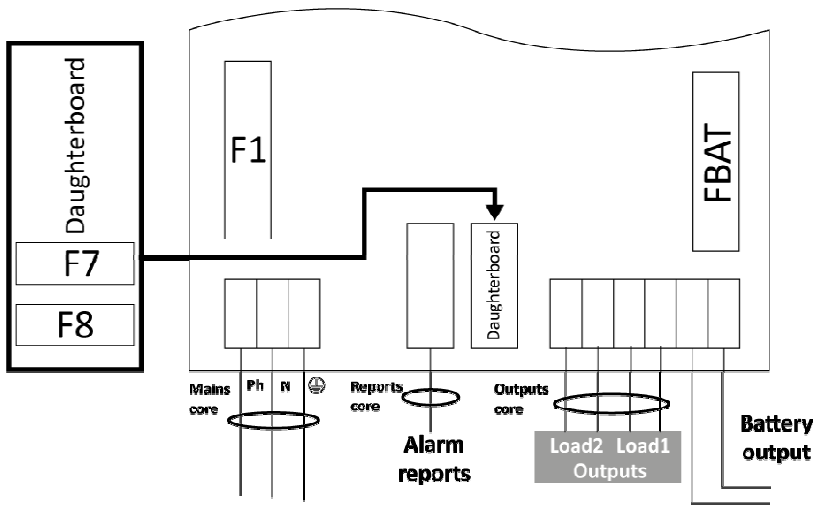 Daughterboard
F7
F8
F1
FBAT
Daughterboard
Mains core
Ph
N
Reports core
Outputs core
Alarm reports
Load2 Load1
Outputs
Battery output